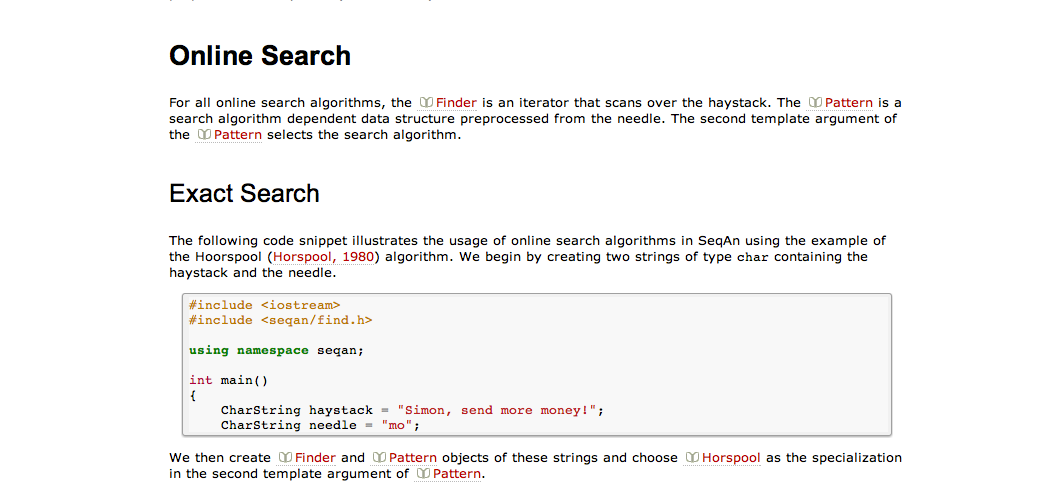 Online Search
For all online search algorithms, the Finder is an iterator that scans over the haystack. The Pattern is a
search algorithm dependent data structure preprocessed from the needle. The second template argument of
the Pattern selects the search algorithm.
Exact Search
The following code snippet illustrates the usage of online search algorithms in SeqAn using the example of
the Hoorspool (Horspool, 1980) algorithm. We begin by creating two strings of type char containing the
haystack and the needle.
#include <iostream>
#include <seqan/find.h>
using namespace seqan;
int main()
{
CharString haystack = "Simon, send more money!";
CharString needle = "mo";
We then create Finder and Pattern objects of these strings and choose Horspool as the specialization
in the second template argument of Pattern.